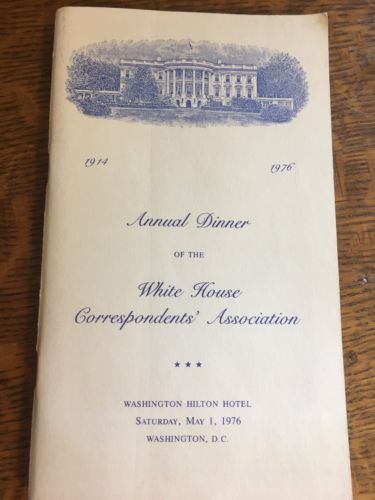 1914 1976
Annual Dinner
OF THE
White House
Correspondents' Association
WASHINGTON HILTON HOTEL
SATURDAY, MAY 1, 1976
WASHINGTON, D.C.